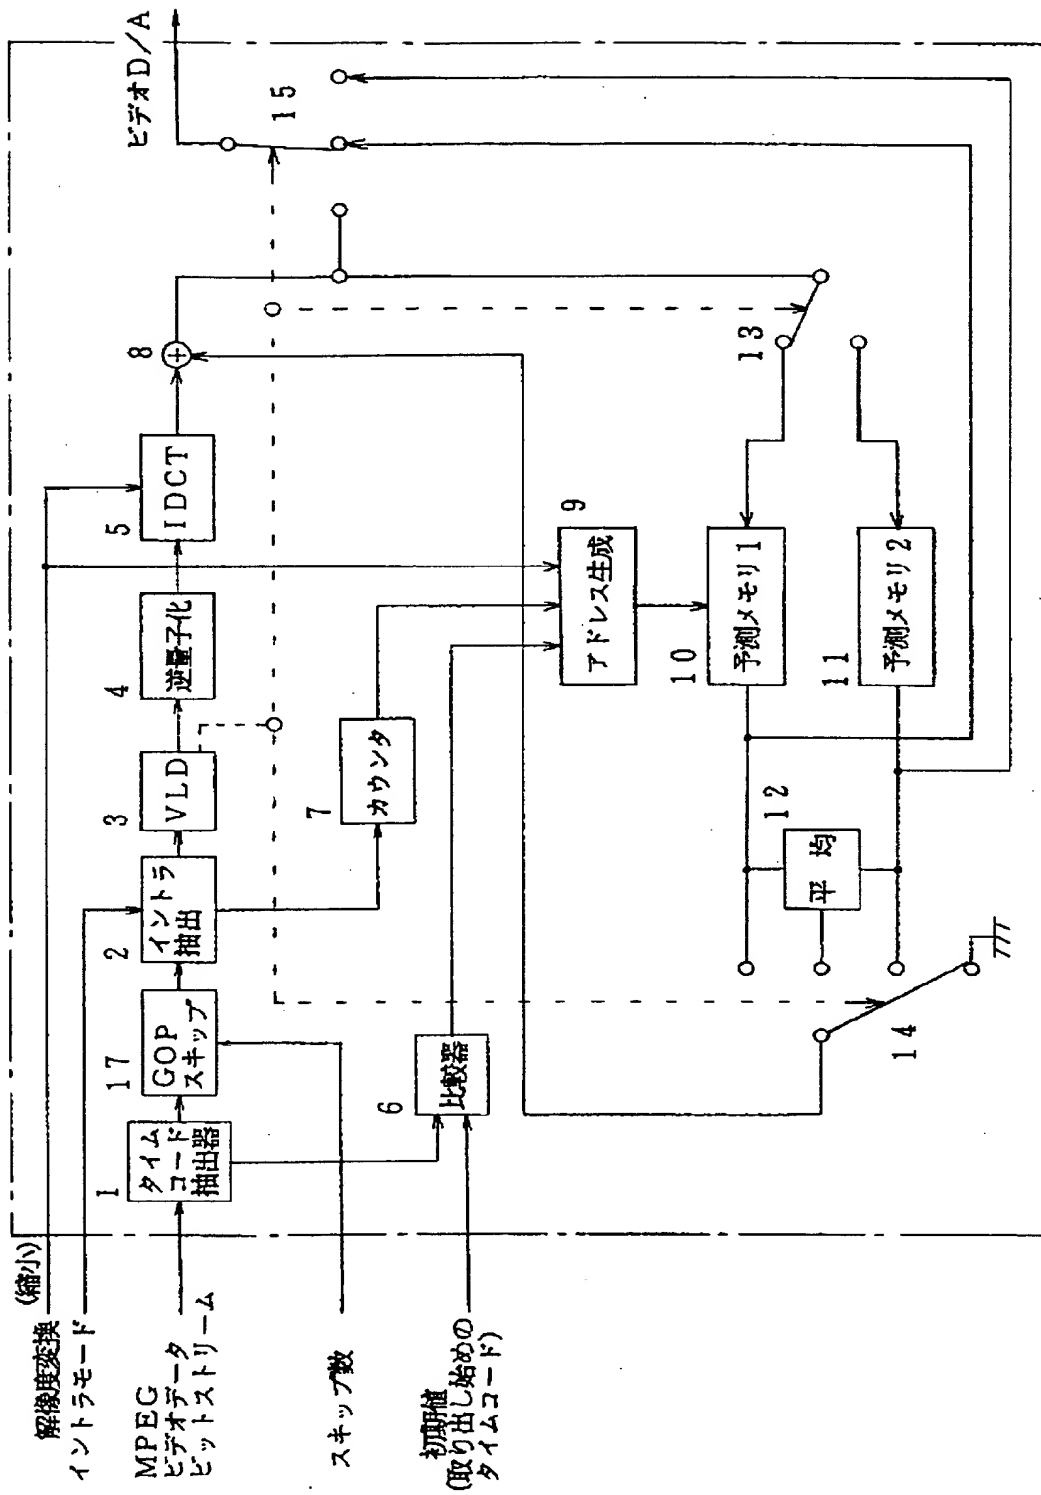 (縮小)
解像度変換
イントラモード
MPEG
ビデオデータ
ビットストリーム
スキップ数
初期値
(取り出し始めの
タイムコード)
1
タイム
コード
抽出器
17
GOP
スキップ
2
イントラ
抽出
3
VLD
4
逆量子化
5
IDCT
8
+
ビデオD/A
15
6
比較器
7
カウンタ
9
アドレス生成
10
予測メモリ1
11
予測メモリ2
12
平均
13
14